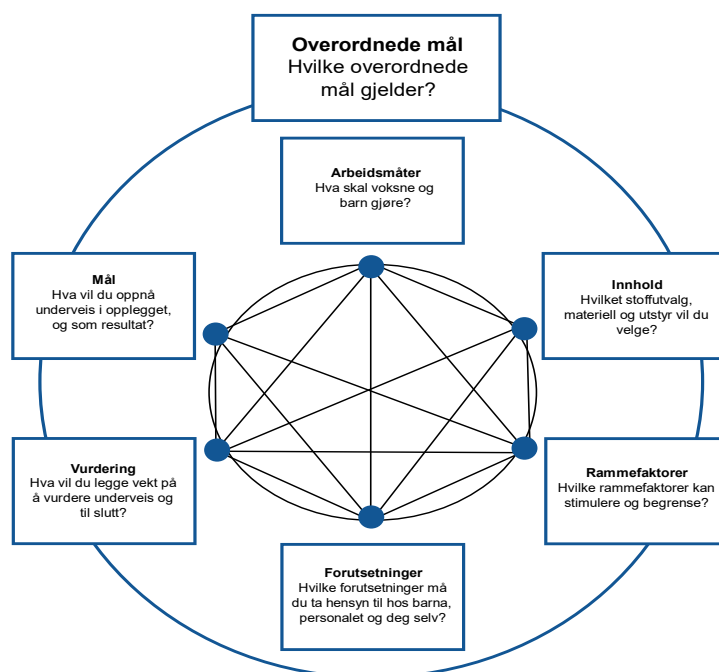 Overordnede mål
Hvilke overordnede
mål gjelder?
Arbeidsmåter
Hva skal voksne og
barn gjøre?
Mål
Hva vil du oppnå
underveis i opplegget,
og som resultat?
Innhold
Hvilket stoffutvalg,
materiell og utstyr vil du
velge?
Vurdering
Hva vil du legge vekt på
å vurdere underveis og
til slutt?
Rammefaktorer
Hvilke rammefaktorer kan
stimulere og begrense?
Forutsetninger
Hvilke forutsetninger må
du ta hensyn til hos barna,
personalet og deg selv?